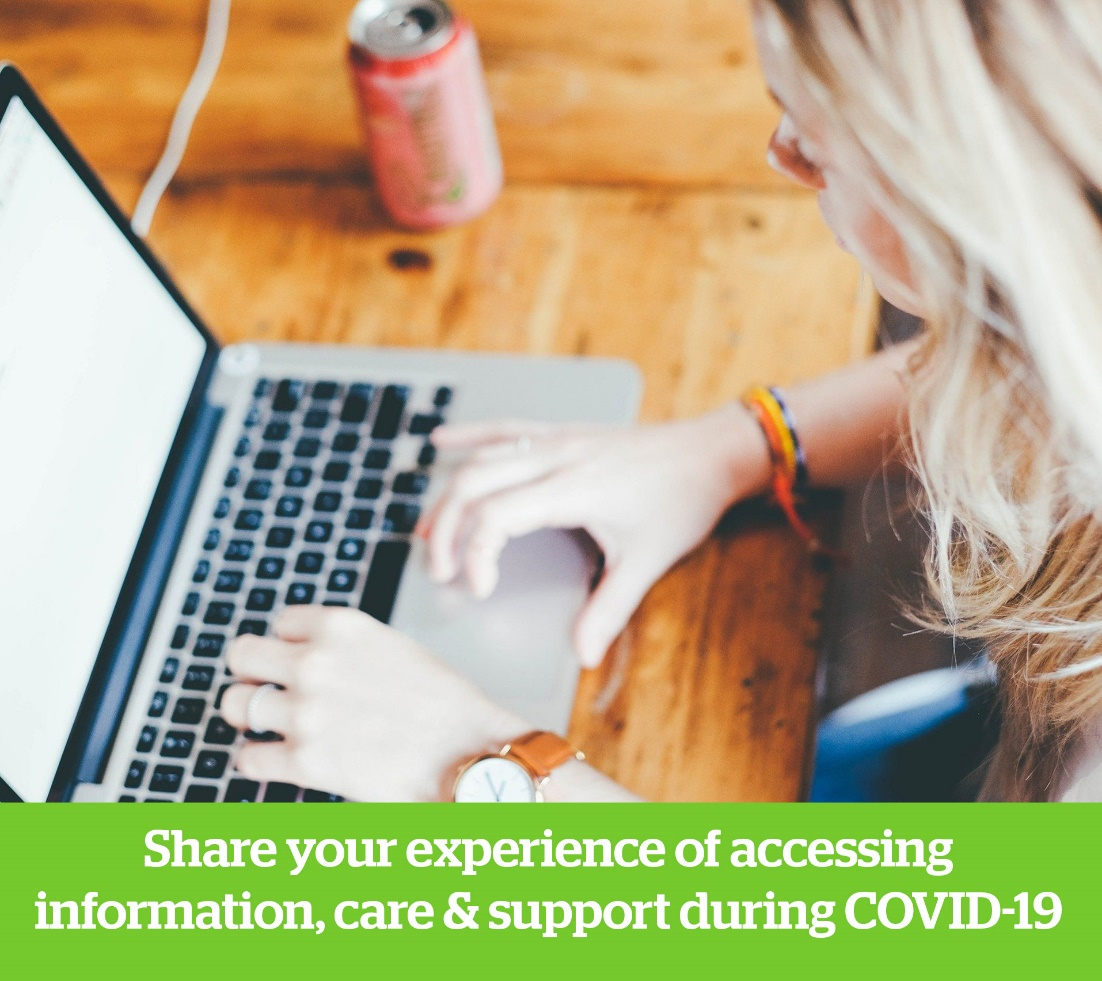 Share your experience of accessing
information, care & support during COVID-19